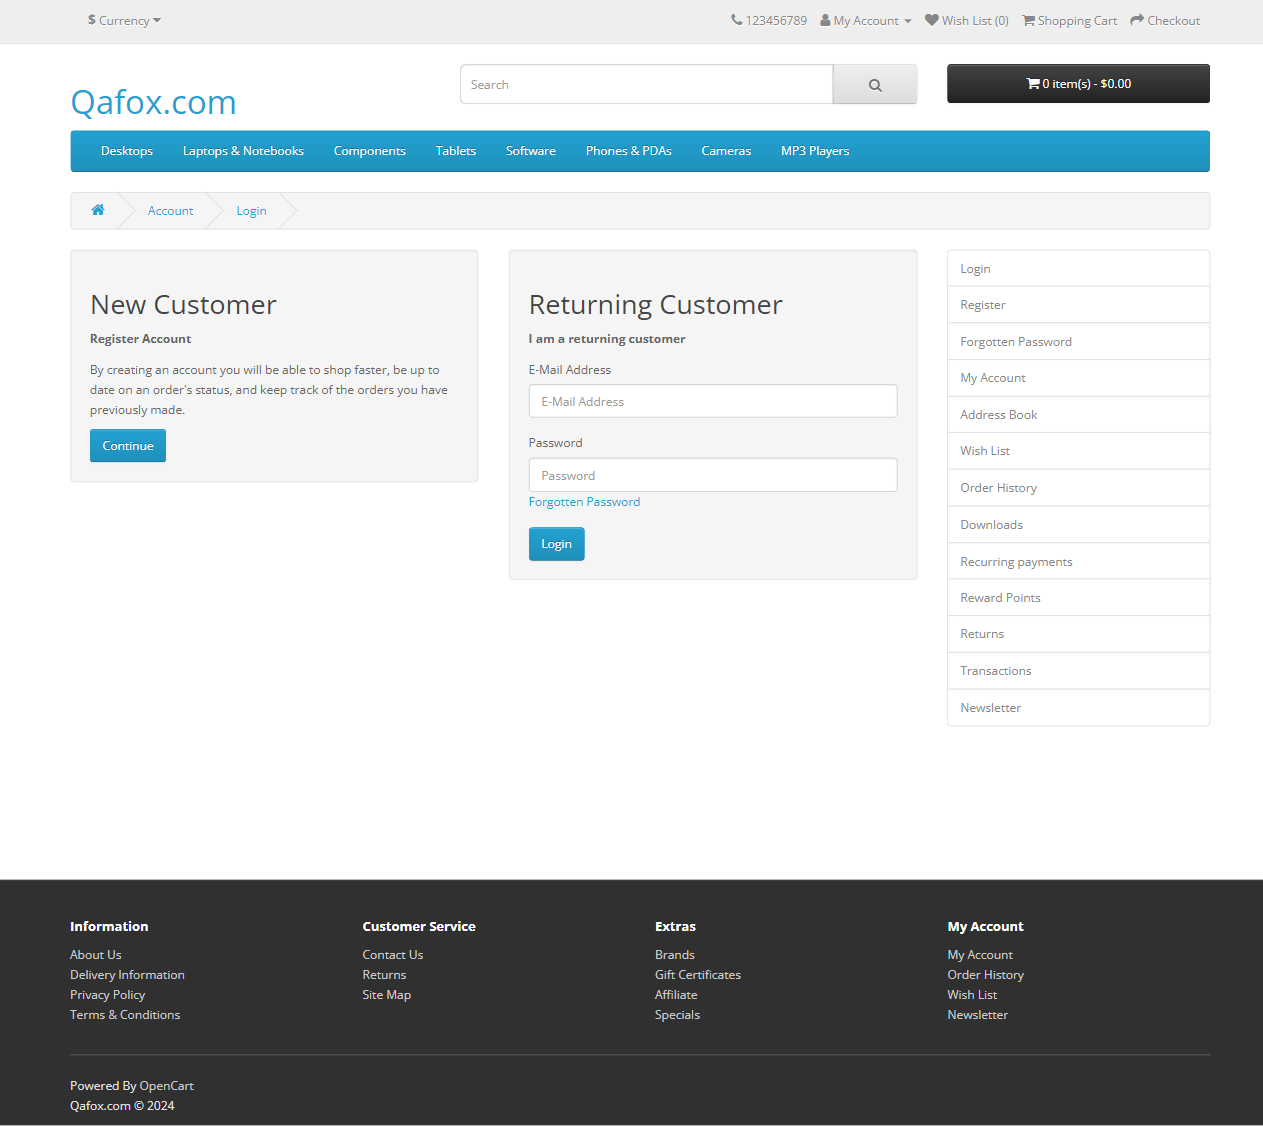 $ Currency
123456789 My Account Wish List (0) Shopping Cart Checkout
Qafox.com
Search
0 item(s) - $0.00
Desktops Laptops & Notebooks Components Tablets Software Phones & PDAs Cameras MP3 Players
Account Login
New Customer
Register Account
By creating an account you will be able to shop faster, be up to
date on an order's status, and keep track of the orders you have
previously made.
Continue
Returning Customer
I am a returning customer
E-Mail Address
E-Mail Address
Password
Password
Forgotten Password
Login
Login
Register
Forgotten Password
My Account
Address Book
Wish List
Order History
Downloads
Recurring payments
Reward Points
Returns
Transactions
Newsletter
Information
About Us
Delivery Information
Privacy Policy
Terms & Conditions
Customer Service
Contact Us
Returns
Site Map
Extras
Brands
Gift Certificates
Affiliate
Specials
My Account
My Account
Order History
Wish List
Newsletter
Powered By OpenCart
Qafox.com © 2024